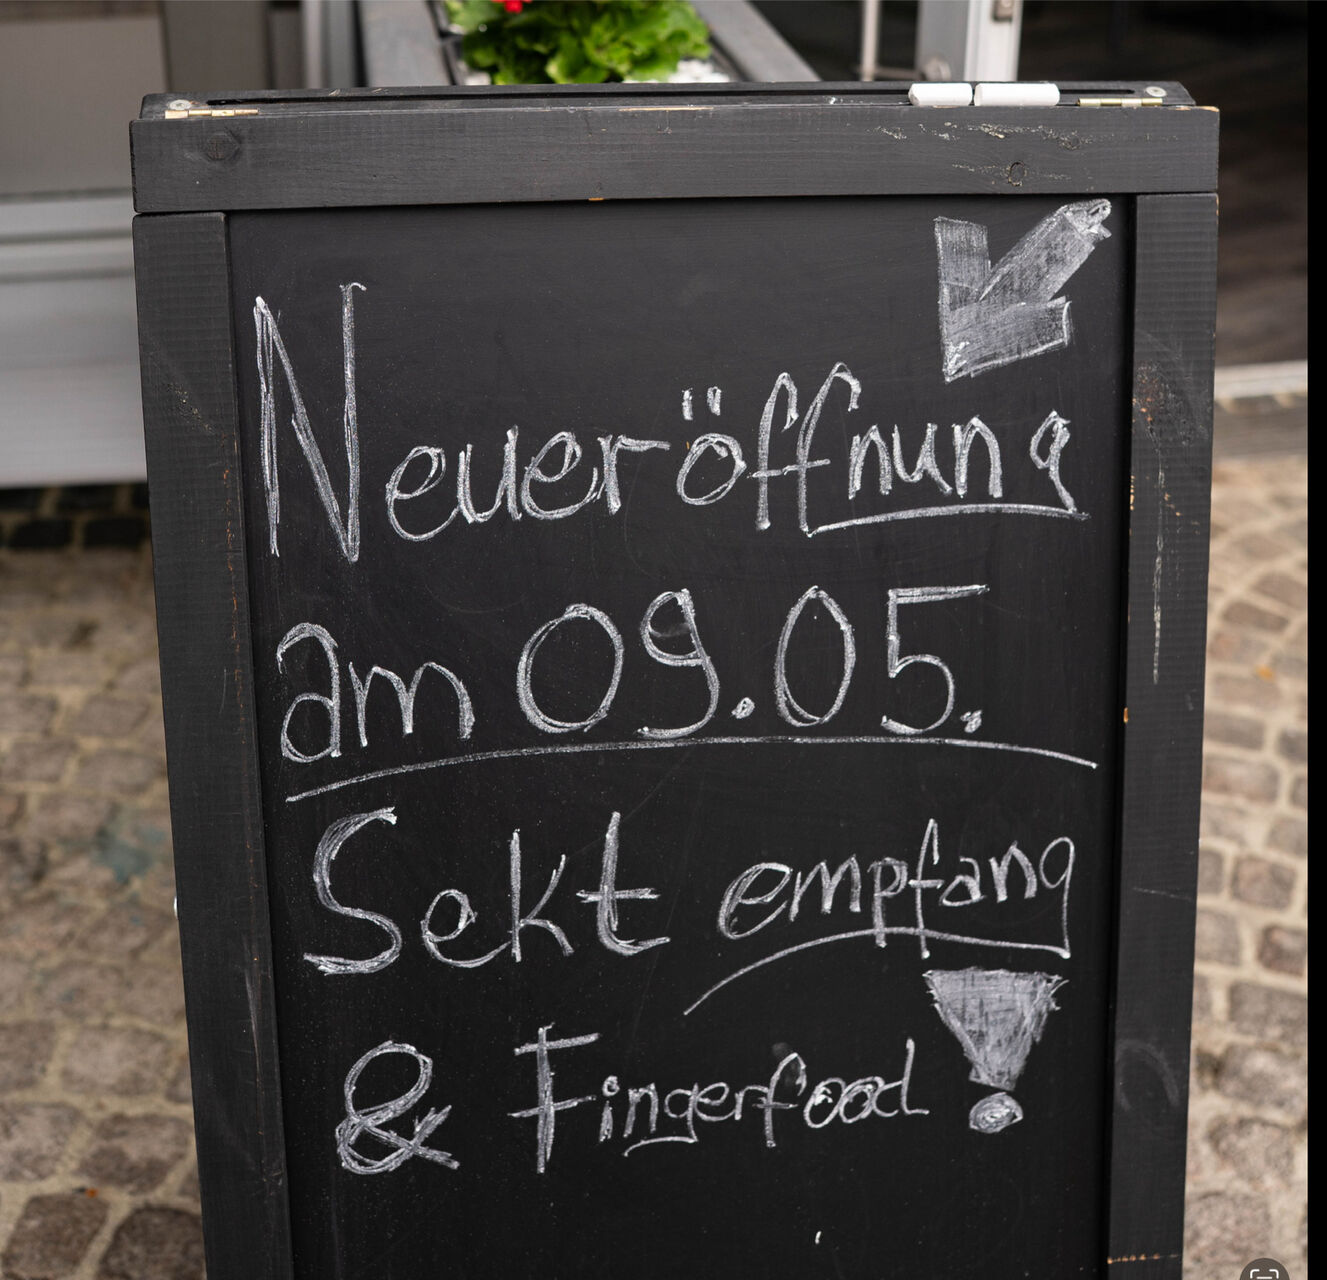 Neueröffnung
am 09.05.
Sekt empfang
& Fingerfood!